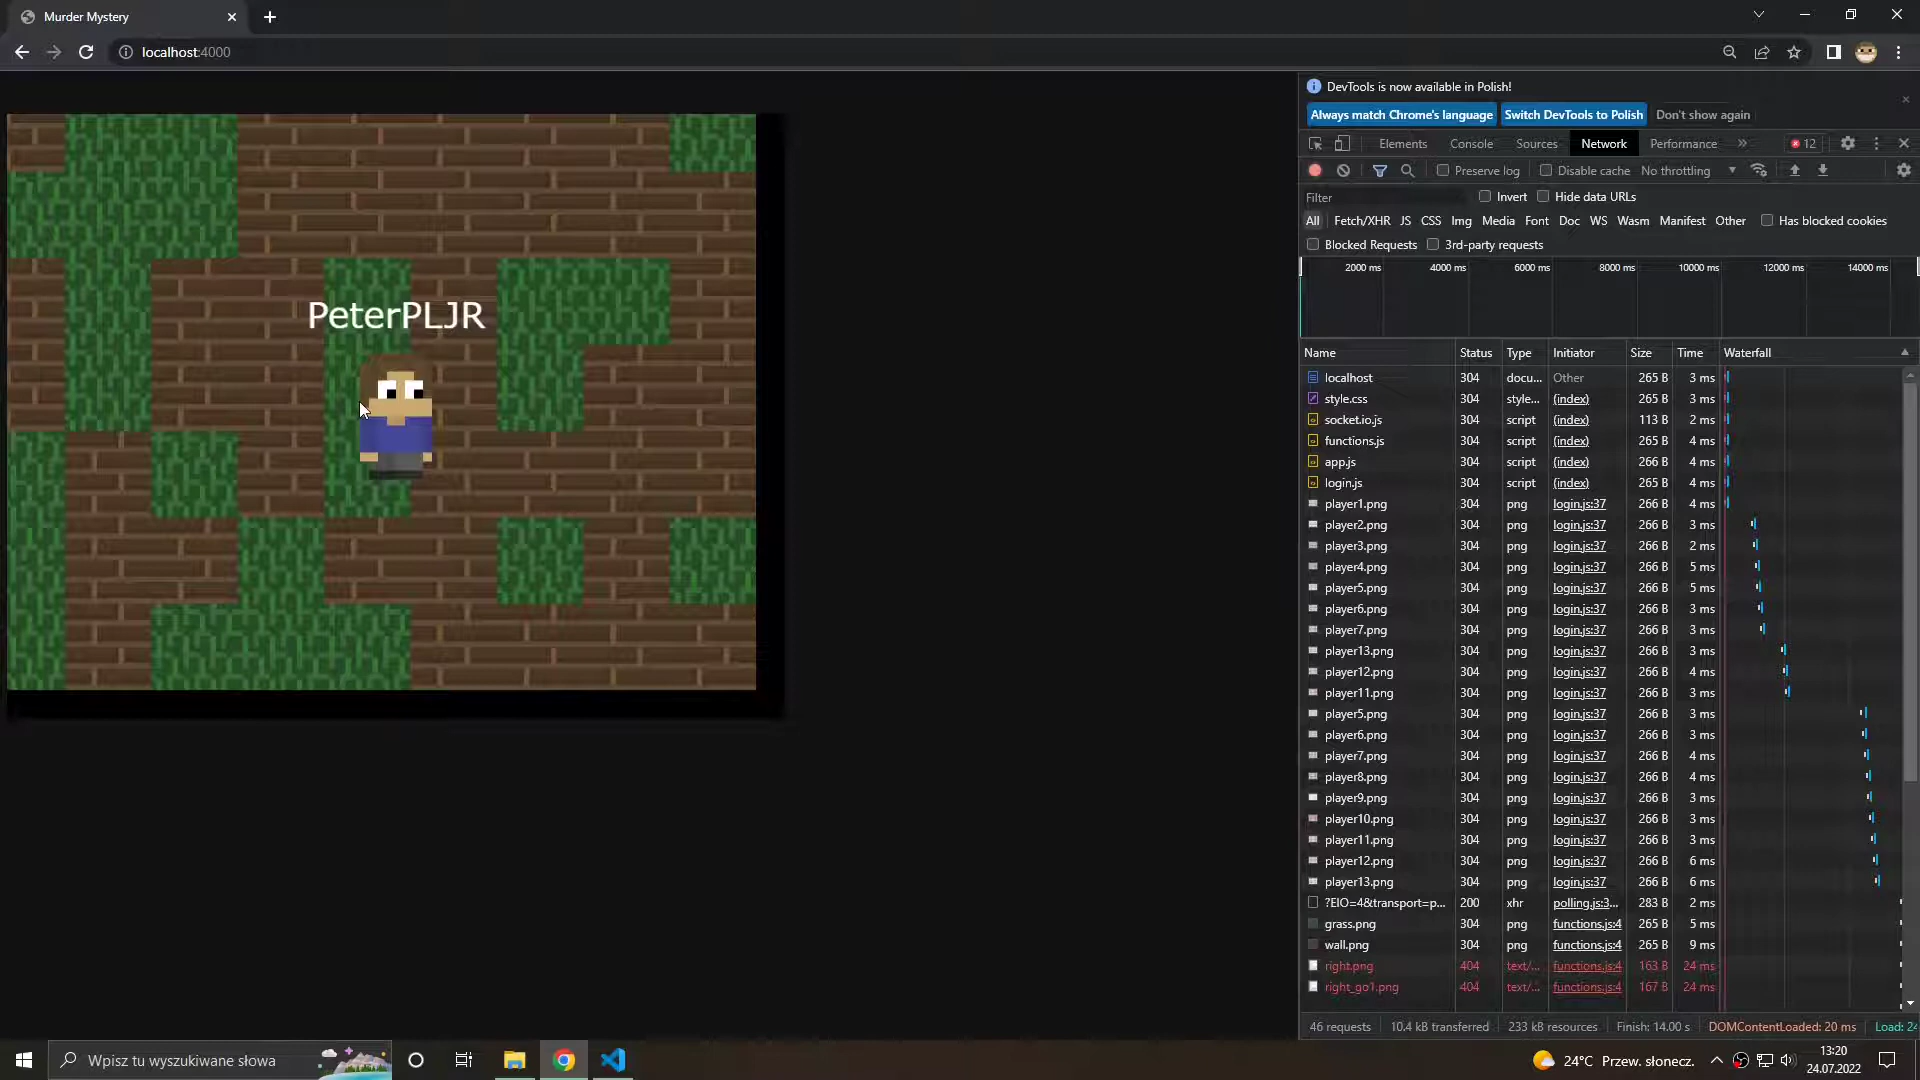 Murder Mystery
localhost:4000
DevTools is now available in Polish!
Always match Chrome's language
Switch DevTools to Polish
Don't show again
Elements
Console
Sources
Network
Performance
12
Preserve log
Disable cache
No throttling
Filter
Invert
Hide data URLs
All
Fetch/XHR
JS
CSS
Img
Media
Font
Doc
WS
Wasm
Manifest
Other
Has blocked cookies
Blocked Requests
3rd-party requests
2000 ms
4000 ms
6000 ms
8000 ms
10000 ms
12000 ms
14000 ms
PeterPLJR
Name Status Type Initiator Size Time Waterfall
localhost 304 docu... Other 265 B 3 ms
style.css 304 style... (index) 265 B 3 ms
socket.io.js 304 script (index) 113 B 2 ms
functions.js 304 script (index) 265 B 4 ms
app.js 304 script (index) 265 B 4 ms
login.js 304 script (index) 265 B 4 ms
player1.png 304 png login.js:37 266 B 4 ms
player2.png 304 png login.js:37 266 B 3 ms
player3.png 304 png login.js:37 266 B 2 ms
player4.png 304 png login.js:37 266 B 5 ms
player5.png 304 png login.js:37 266 B 5 ms
player6.png 304 png login.js:37 266 B 3 ms
player7.png 304 png login.js:37 266 B 3 ms
player13.png 304 png login.js:37 266 B 3 ms
player12.png 304 png login.js:37 266 B 4 ms
player11.png 304 png login.js:37 266 B 3 ms
player5.png 304 png login.js:37 266 B 3 ms
player6.png 304 png login.js:37 266 B 3 ms
player7.png 304 png login.js:37 266 B 4 ms
player8.png 304 png login.js:37 266 B 4 ms
player9.png 304 png login.js:37 266 B 3 ms
player10.png 304 png login.js:37 266 B 3 ms
player11.png 304 png login.js:37 266 B 3 ms
player12.png 304 png login.js:37 266 B 6 ms
player13.png 304 png login.js:37 266 B 6 ms
?EIO=4&transport=p... 200 xhr polling.js:3... 283 B 2 ms
grass.png 304 png functions.js:4 265 B 5 ms
wall.png 304 png functions.js:4 265 B 9 ms
right.png 404 text/... functions.js:4 163 B 24 ms
right_go1.png 404 text/... functions.js:4 167 B 24 ms
46 requests 10.4 kB transferred 233 kB resources Finish: 14.00 s DOMContentLoaded: 20 ms Load: 24
Wpisz tu wyszukiwane słowa
24°C Przew. słonecz.
13:20
24.07.2022